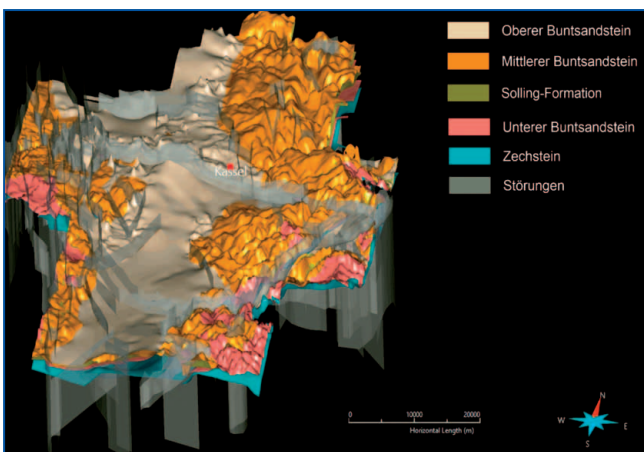 Oberer Buntsandstein
Mittlerer Buntsandstein
Solling-Formation
Unterer Buntsandstein
Zechstein
Störungen
Kassel
0 10000 20000
Horizontal Length (m)
N
W E
S